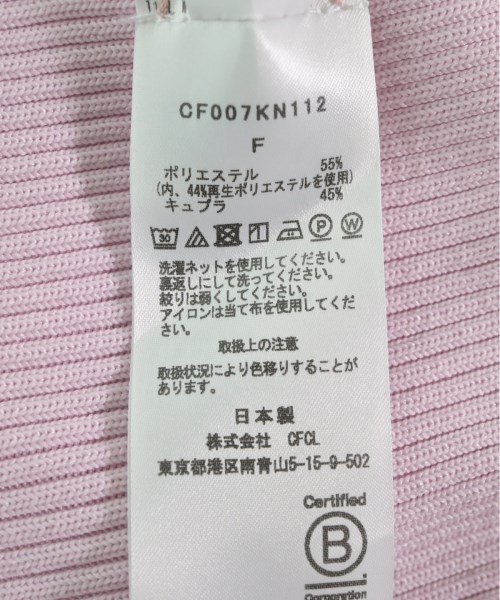 CF007KN112
F
ポリエステル 55%
(内、44%再生ポリエステルを使用)
キュプラ 45%
30 P W
洗濯ネットを使用してください。
裏返しにして洗ってください。
絞りは弱くしてください。
アイロンは当て布を使用してくだ
さい。
取扱上の注意
取扱状況により色移りすることが
あります。
日本製
株式会社 CFCL
東京都港区南青山5-15-9-502
Certified
B
Corporation